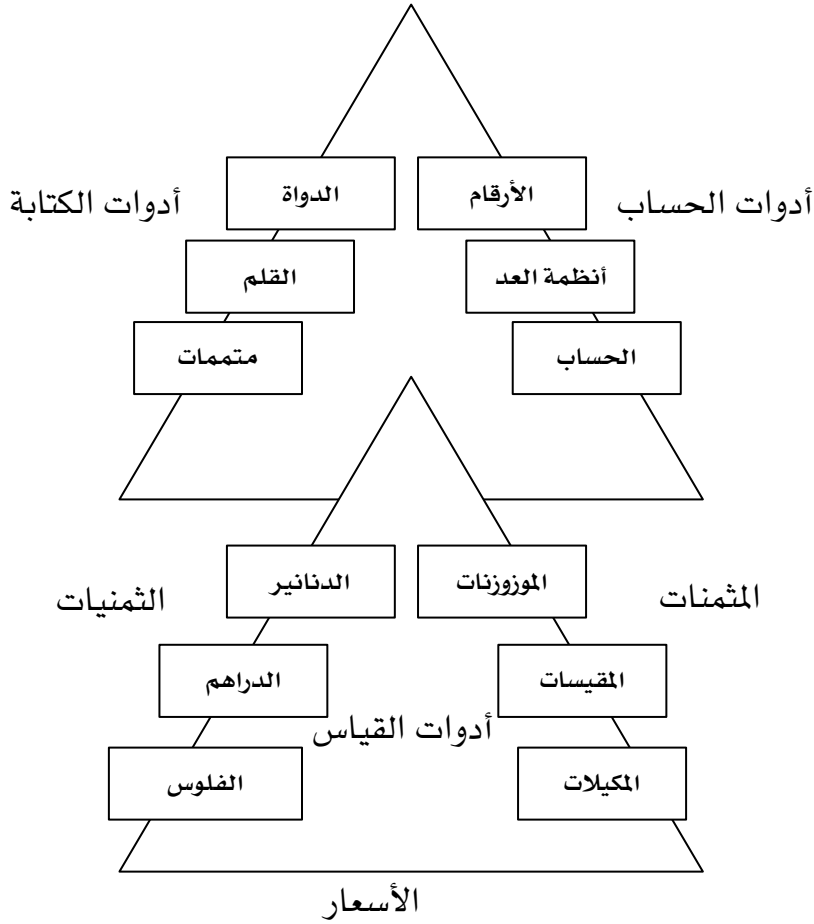 الأرقام
الدواة
أدوات الحساب
أدوات الكتابة
أنظمة العد
القلم
الحساب
متممات
الموزوزنات
الدنانير
المثمنات
الثمنيات
المقيسات
الدراهم
أدوات القياس
المكيلات
الفلوس
الأسعار